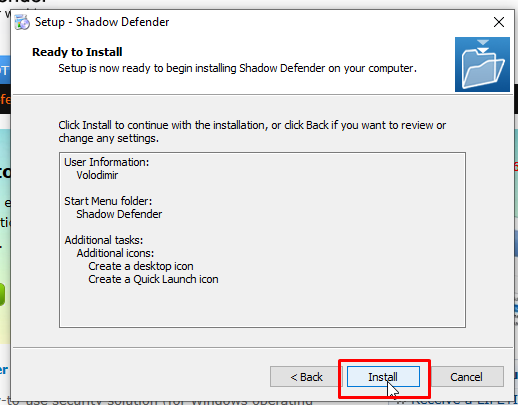 Setup - Shadow Defender
Ready to Install
Setup is now ready to begin installing Shadow Defender on your computer.
Click Install to continue with the installation, or click Back if you want to review or
change any settings.
User Information:
Volodimir
Start Menu folder:
Shadow Defender
Additional tasks:
Additional icons:
Create a desktop icon
Create a Quick Launch icon
< Back
Install
Cancel